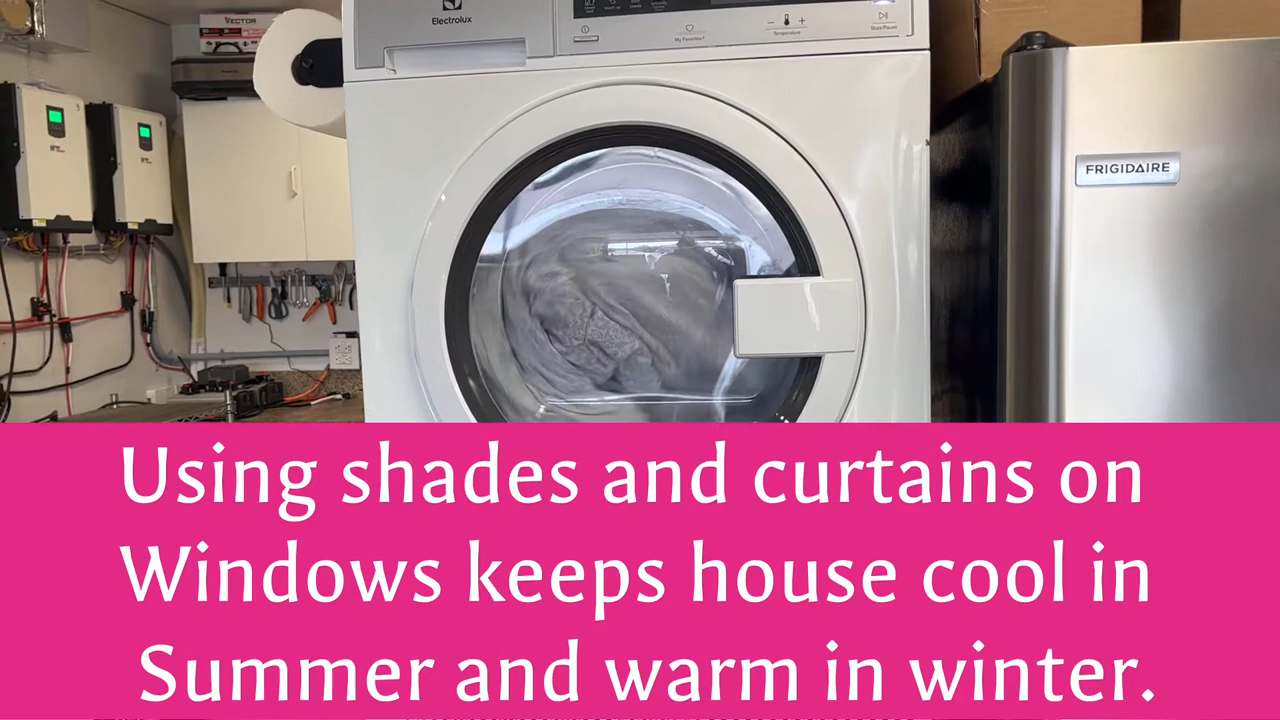 VECTOR
Electrolux
My Favorites+
Temperature
Start/Pause
FRIGIDAIRE
Using shades and curtains on
Windows keeps house cool in
Summer and warm in winter.